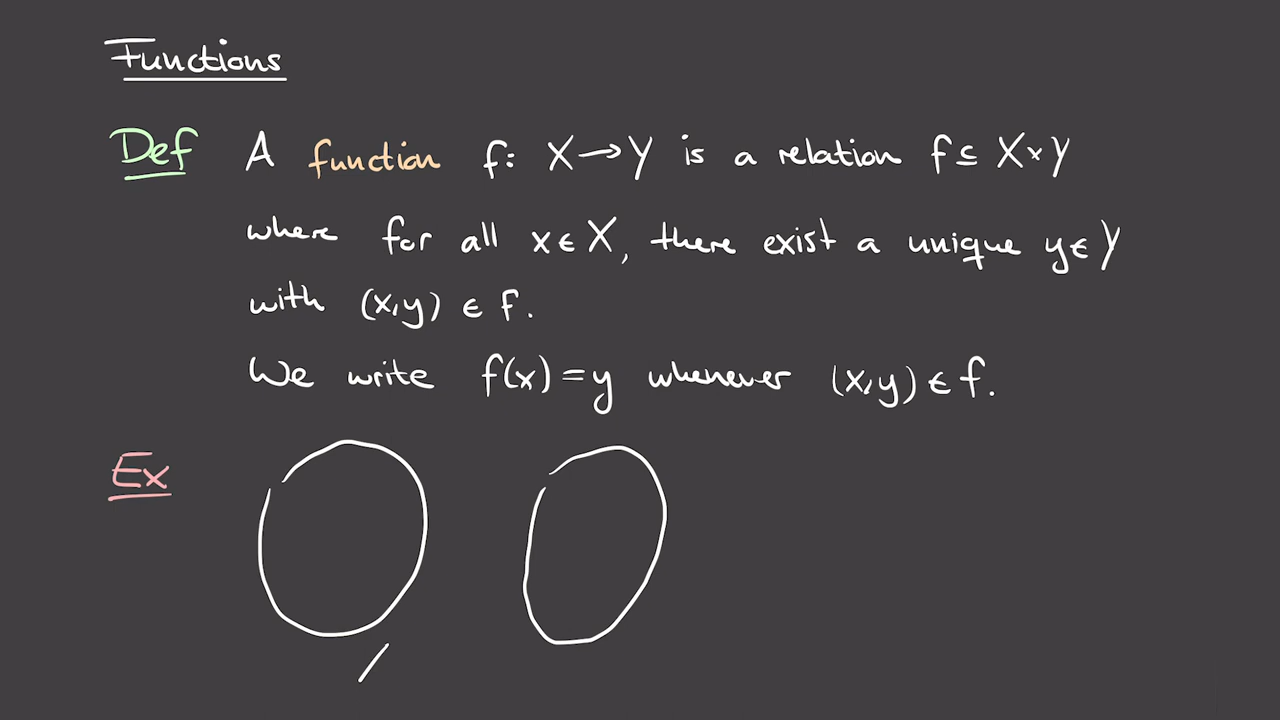 Functions
Def A function f: X→Y is a relation f ⊆ X×Y
where for all x ∈ X, there exist a unique y ∈ Y
with (x,y) ∈ f.
We write f(x)=y whenever (x,y) ∈ f.
Ex